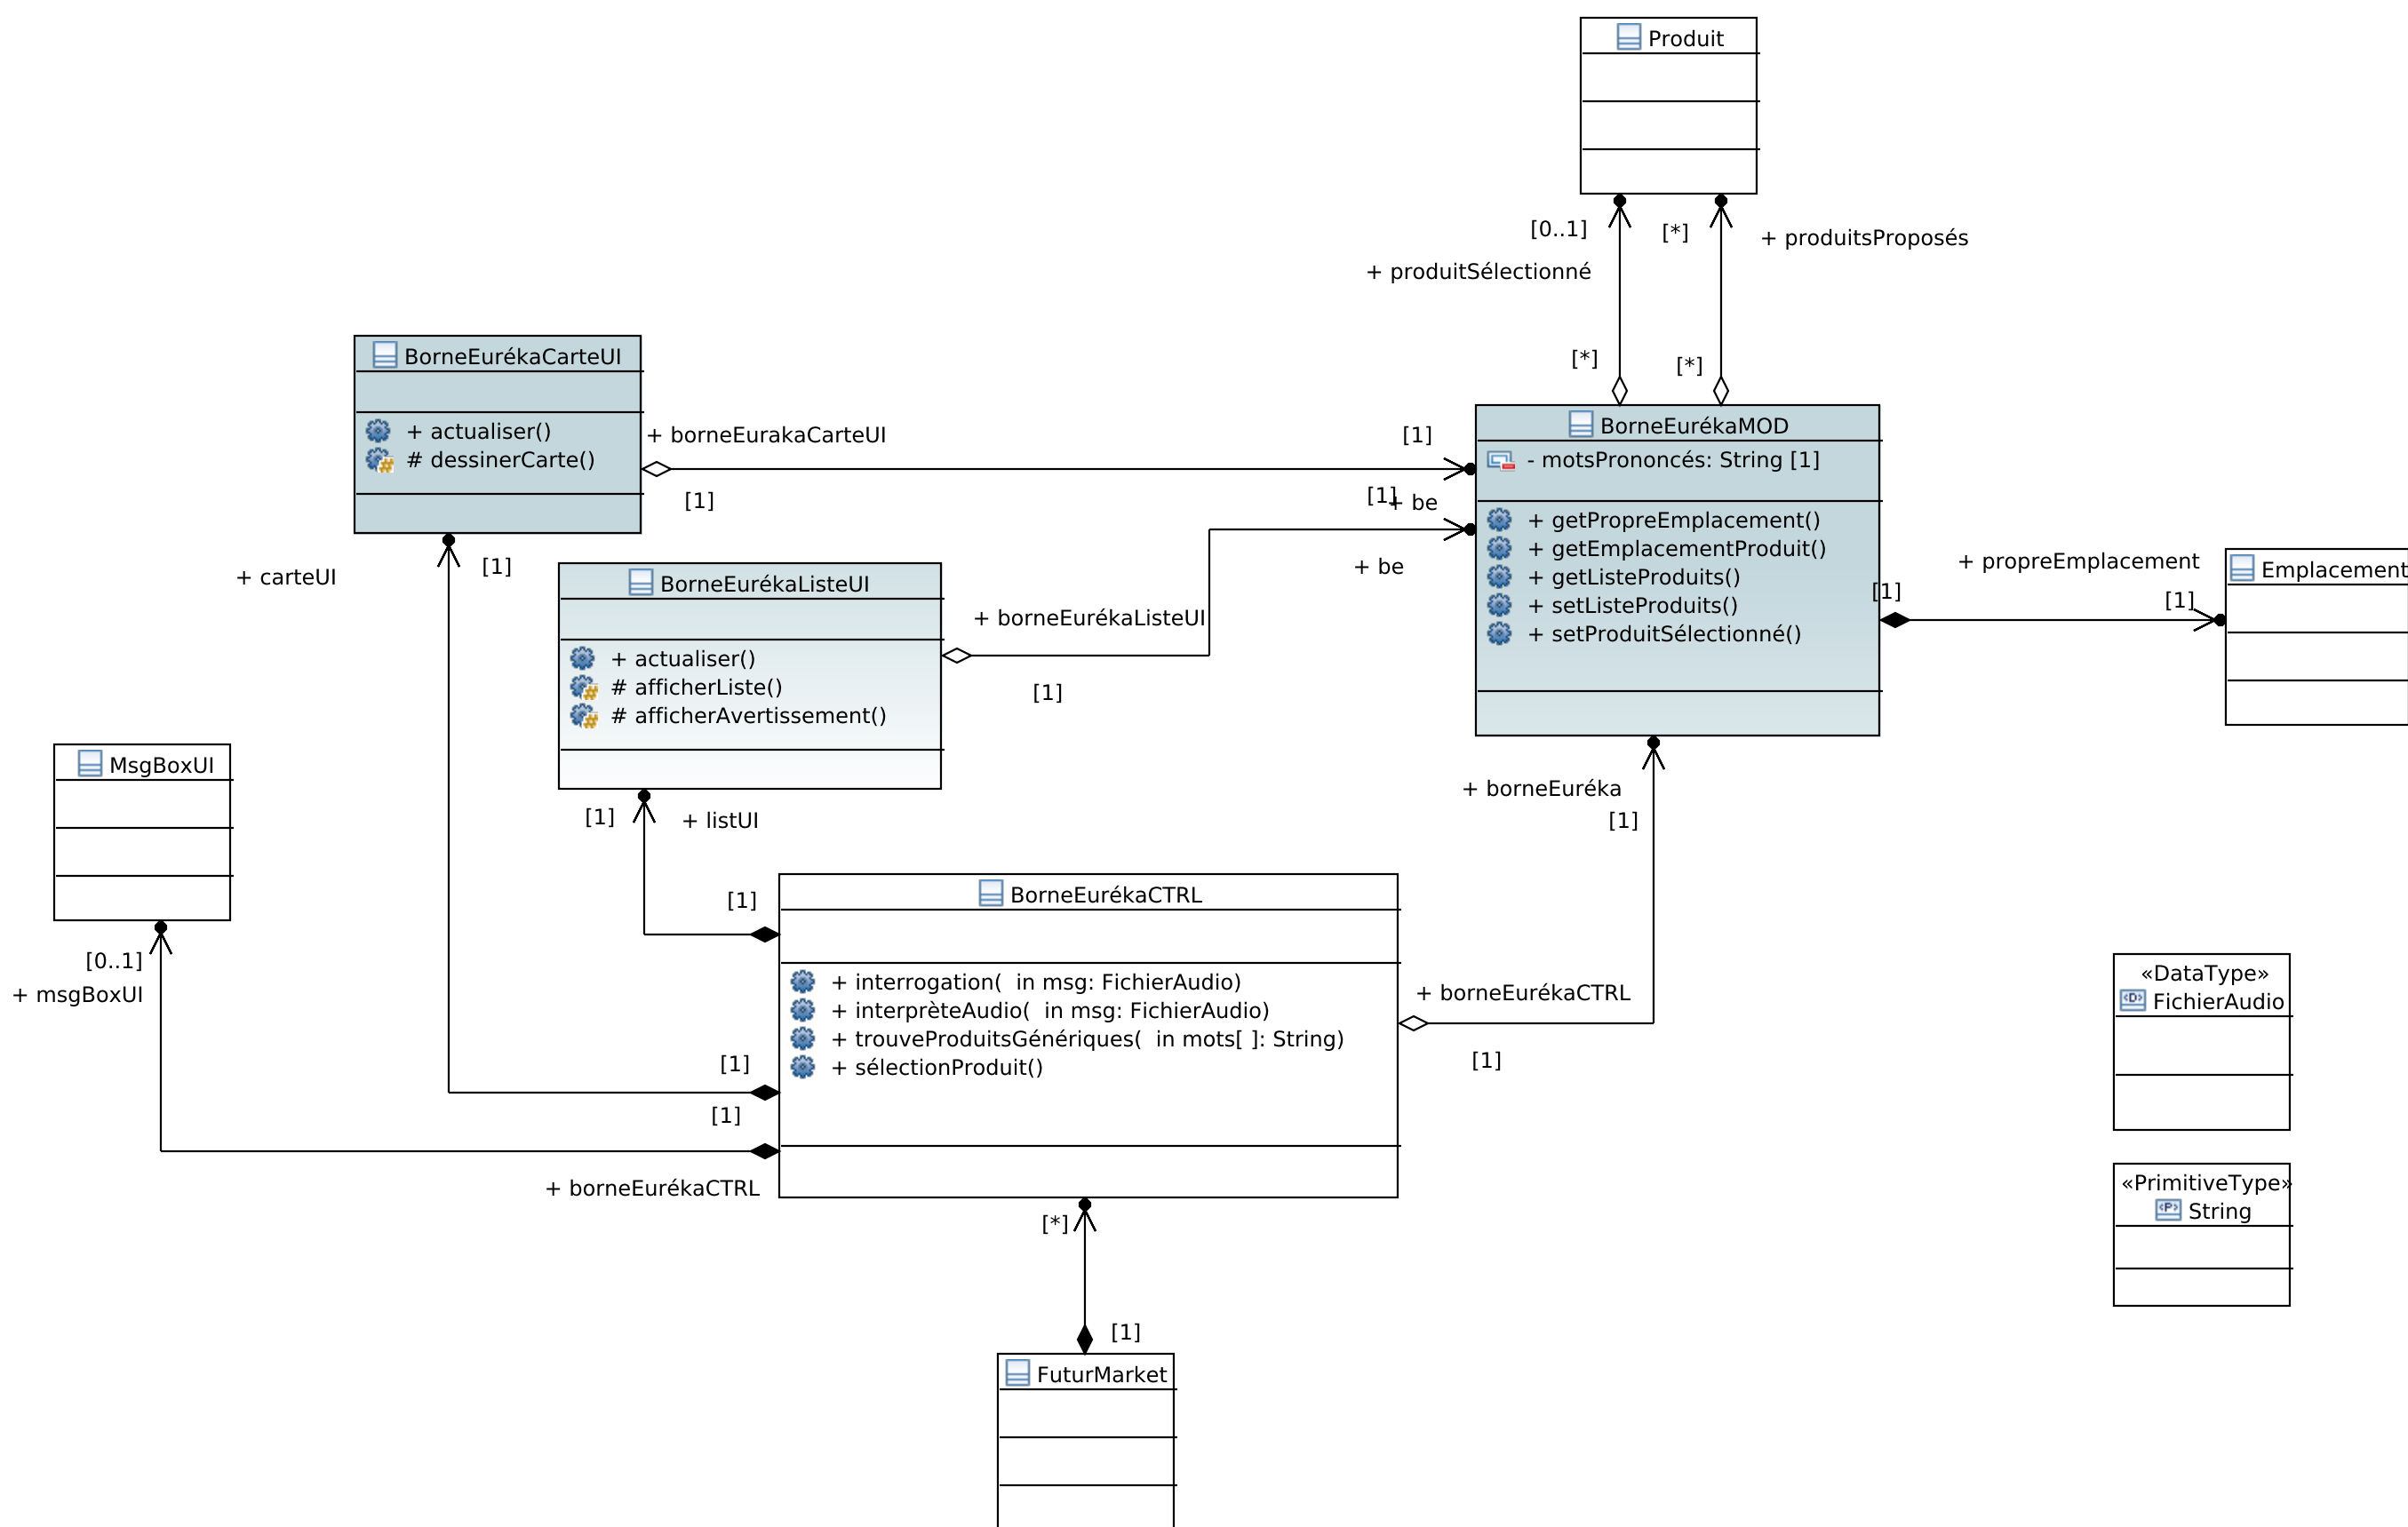 Produit
[0..1]
[*]
+ produitsProposés
+ produitSélectionné
[*]
[*]
BorneEurékaCarteUI
+ actualiser()
# dessinerCarte()
+ borneEurakaCarteUI
[1]
[1]
[1]
+ be
BorneEurékaMOD
- motsPrononcés: String [1]
+ getPropreEmplacement()
+ getEmplacementProduit()
+ getListeProduits()
+ setListeProduits()
+ setProduitSélectionné()
+ propreEmplacement
[1]
[1]
Emplacement
+ carteUI
[1]
BorneEurékaListeUI
+ actualiser()
# afficherListe()
# afficherAvertissement()
+ borneEurékaListeUI
[1]
+ be
MsgBoxUI
[1]
+ listUI
+ borneEuréka
[1]
[0..1]
+ msgBoxUI
[1]
[1]
[1]
+ borneEurékaCTRL
BorneEurékaCTRL
+ interrogation(  in msg: FichierAudio)
+ interprèteAudio(  in msg: FichierAudio)
+ trouveProduitsGénériques(  in mots[ ]: String)
+ sélectionProduit()
+ borneEurékaCTRL
[1]
«DataType»
FichierAudio
«PrimitiveType»
String
[*]
[1]
FuturMarket